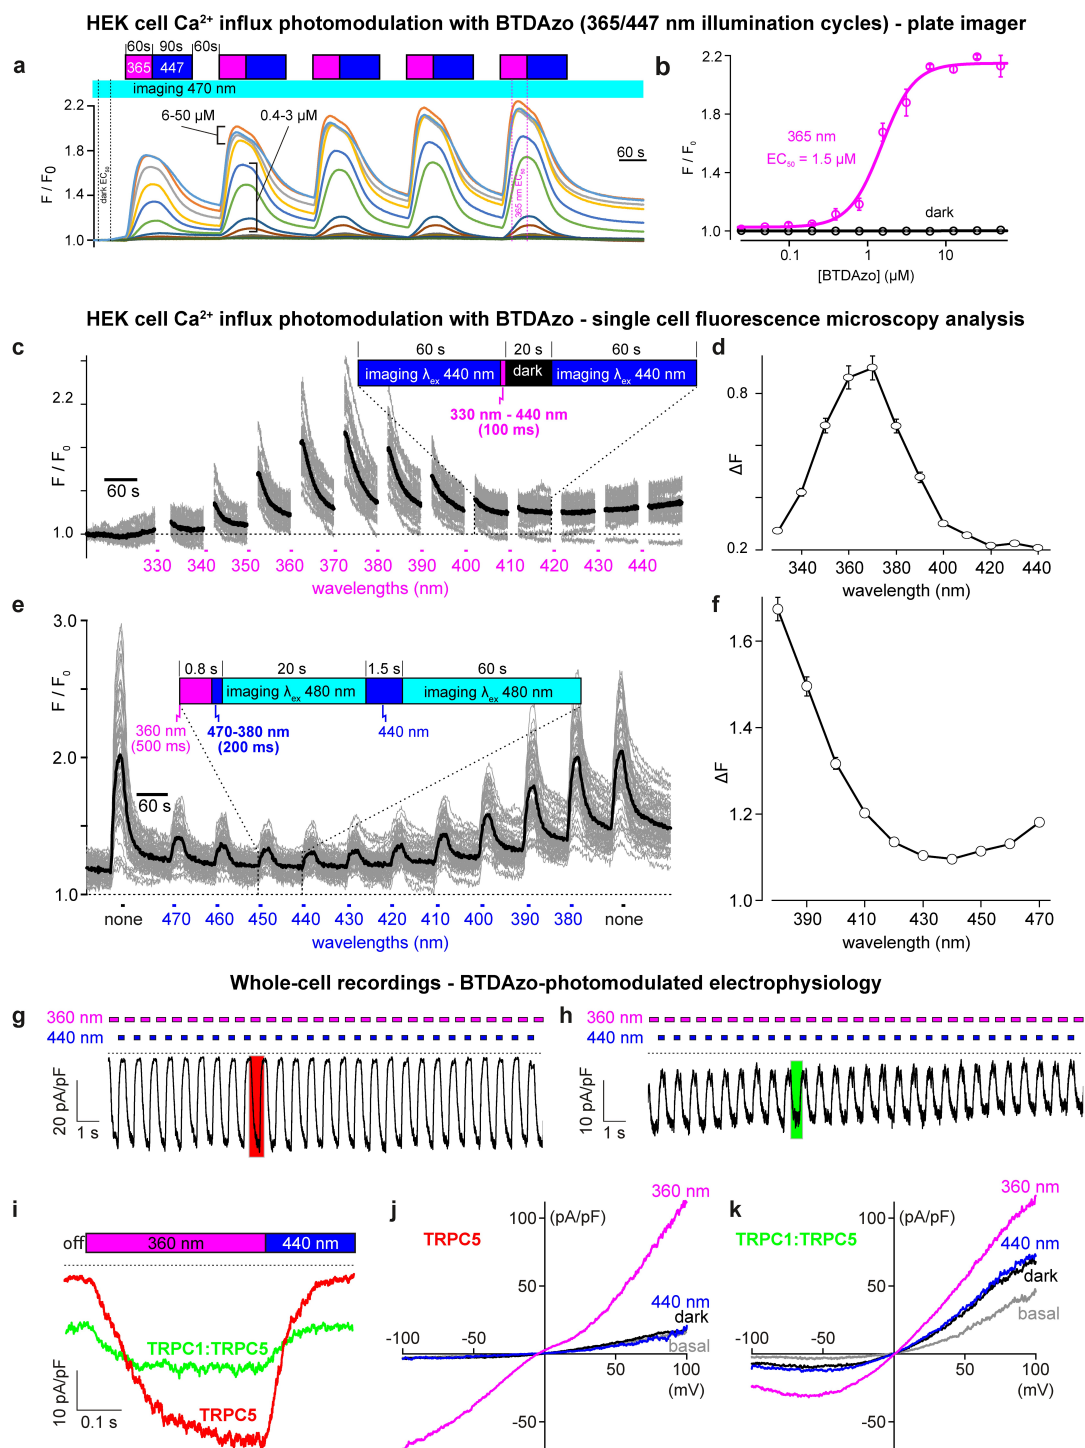 HEK cell Ca²⁺ influx photomodulation with BTDAzo (365/447 nm illumination cycles) - plate imager
a
60s 90s 60s
365 447
imaging 470 nm
2.2
1.8
1.4
1.0
F / F₀
6-50 µM
0.4-3 µM
dark EC₅₀
365 nm EC₅₀
60 s
b
2.2
1.8
1.4
1.0
F / F₀
365 nm
EC₅₀ = 1.5 µM
dark
0.1 1 10
[BTDAzo] (µM)
HEK cell Ca²⁺ influx photomodulation with BTDAzo - single cell fluorescence microscopy analysis
c
60 s 20 s 60 s
imaging λex 440 nm dark imaging λex 440 nm
330 nm - 440 nm
(100 ms)
2.2
1.0
F / F₀
60 s
330 340 350 360 370 380 390 400 410 420 430 440
wavelengths (nm)
d
0.8
0.2
ΔF
340 360 380 400 420 440
wavelength (nm)
e
3.0
2.0
1.0
F / F₀
0.8 s 20 s 1.5 s 60 s
imaging λex 480 nm imaging λex 480 nm
360 nm
(500 ms)
470-380 nm
(200 ms)
440 nm
60 s
none 470 460 450 440 430 420 410 400 390 380 none
wavelengths (nm)
f
1.6
1.4
1.2
1.0
ΔF
390 410 430 450 470
wavelength (nm)
Whole-cell recordings - BTDAzo-photomodulated electrophysiology
g
360 nm
440 nm
20 pA/pF
1 s
h
360 nm
440 nm
10 pA/pF
1 s
i
off 360 nm 440 nm
TRPC1:TRPC5
TRPC5
10 pA/pF
0.1 s
j
TRPC5
360 nm
100 (pA/pF)
50
440 nm
dark
basal
-100 -50
50 100
(mV)
-50
k
TRPC1:TRPC5
360 nm
100 (pA/pF)
440 nm
dark
50
basal
-100 -50
50 100
(mV)
-50